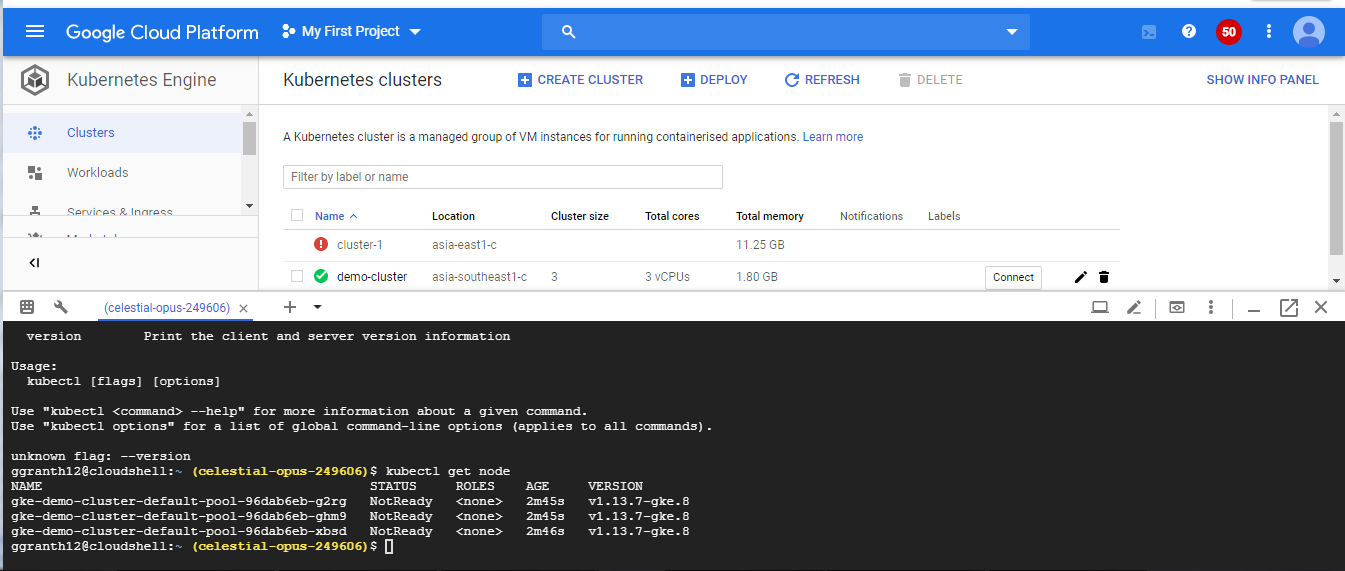 Google Cloud Platform My First Project 50
Kubernetes Engine Kubernetes clusters CREATE CLUSTER DEPLOY REFRESH DELETE SHOW INFO PANEL
Clusters
Workloads
Services & Ingress
A Kubernetes cluster is a managed group of VM instances for running containerised applications. Learn more
Filter by label or name
Name Location Cluster size Total cores Total memory Notifications Labels
cluster-1 asia-east1-c 11.25 GB
demo-cluster asia-southeast1-c 3 3 vCPUs 1.80 GB Connect
(celestial-opus-249606)
version Print the client and server version information
Usage:
kubectl [flags] [options]
Use "kubectl <command> --help" for more information about a given command.
Use "kubectl options" for a list of global command-line options (applies to all commands).
unknown flag: --version
ggranth12@cloudshell:~ (celestial-opus-249606)$ kubectl get node
NAME STATUS ROLES AGE VERSION
gke-demo-cluster-default-pool-96dab6eb-g2rg NotReady <none> 2m45s v1.13.7-gke.8
gke-demo-cluster-default-pool-96dab6eb-ghm9 NotReady <none> 2m45s v1.13.7-gke.8
gke-demo-cluster-default-pool-96dab6eb-xbsd NotReady <none> 2m46s v1.13.7-gke.8
ggranth12@cloudshell:~ (celestial-opus-249606)$